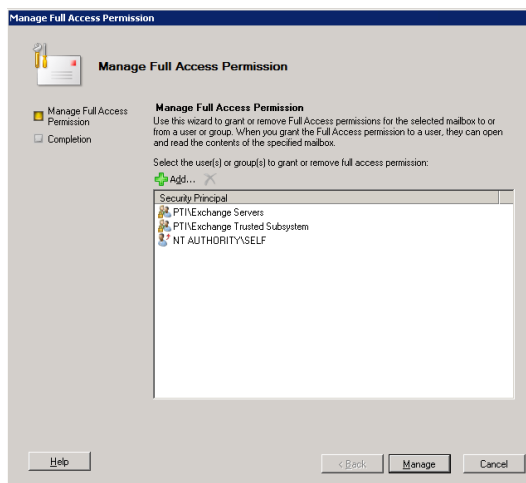 Manage Full Access Permission
Manage Full Access Permission
Manage Full Access
Permission
Completion
Manage Full Access Permission
Use this wizard to grant or remove Full Access permissions for the selected mailbox to or
from a user or group. When you grant the Full Access permission to a user, they can open
and read the contents of the specified mailbox.
Select the user(s) or group(s) to grant or remove full access permission:
Add...
Security Principal
PTI\Exchange Servers
PTI\Exchange Trusted Subsystem
NT AUTHORITY\SELF
Help
< Back
Manage
Cancel